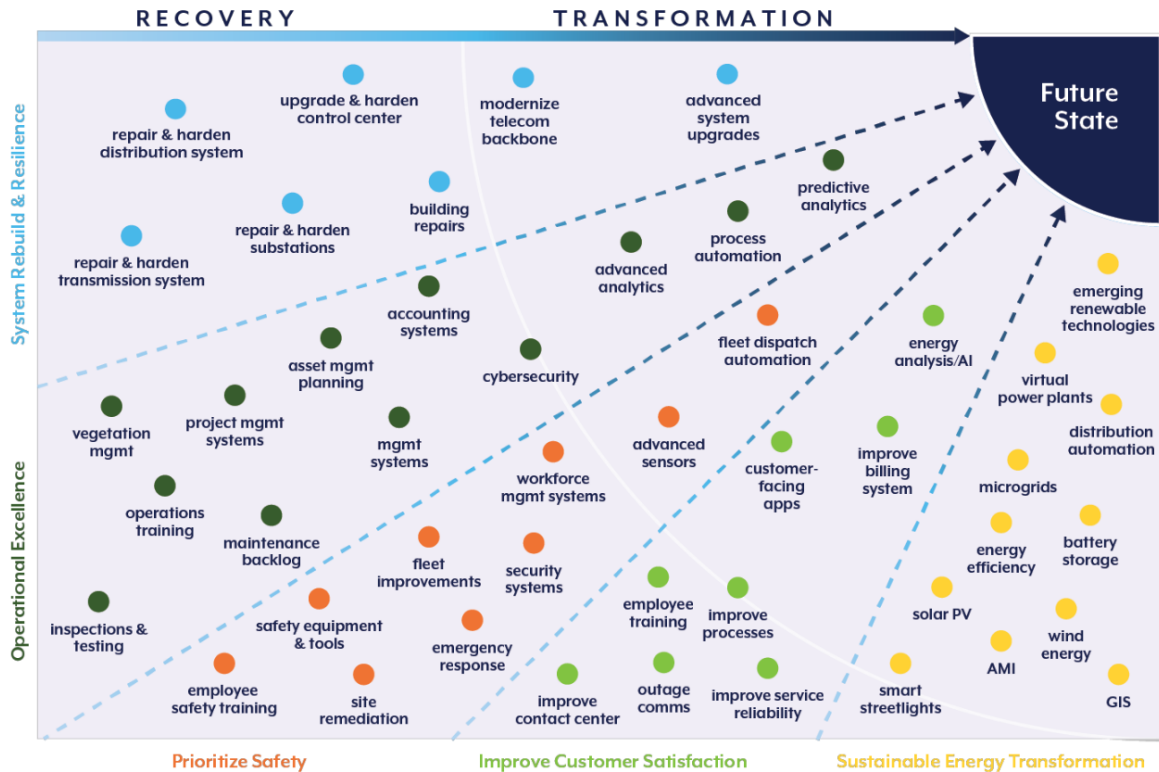 RECOVERY
TRANSFORMATION
Future
State
System Rebuild & Resilience
Operational Excellence
upgrade & harden
control center
modernize
telecom
backbone
advanced
system
upgrades
repair & harden
distribution system
predictive
analytics
building
repairs
repair & harden
substations
process
automation
repair & harden
transmission system
advanced
analytics
emerging
renewable
technologies
accounting
systems
fleet dispatch
automation
energy
analysis/AI
asset mgmt
planning
cybersecurity
virtual
power plants
vegetation
mgmt
project mgmt
systems
mgmt
systems
advanced
sensors
customer-
facing
apps
improve
billing
system
distribution
automation
workforce
mgmt systems
microgrids
operations
training
maintenance
backlog
fleet
improvements
security
systems
energy
efficiency
battery
storage
inspections &
testing
safety equipment
& tools
emergency
response
employee
training
improve
processes
solar PV
wind
energy
AMI
employee
safety training
site
remediation
improve
contact center
outage
comms
improve service
reliability
smart
streetlights
GIS
Prioritize Safety
Improve Customer Satisfaction
Sustainable Energy Transformation